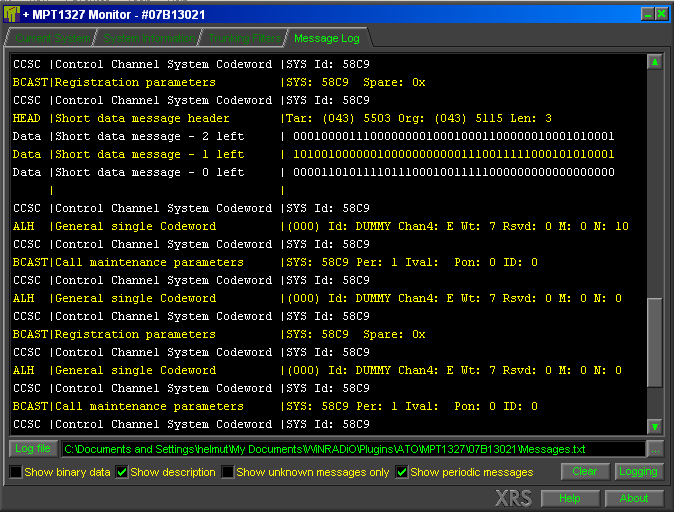 + MPT1327 Monitor - #07B13021
Current System System Information Trunking Filters Message Log
CCSC |Control Channel System Codeword |SYS Id: 58C9
BCAST|Registration parameters |SYS: 58C9 Spare: 0x
CCSC |Control Channel System Codeword |SYS Id: 58C9
HEAD |Short data message header |Tar: (043) 5503 Org: (043) 5115 Len: 3
Data |Short data message - 2 left | 0001000011100000000100010001100000010001010001
Data |Short data message - 1 left | 1010010000001000000000001110011111000101010001
Data |Short data message - 0 left | 0000110101111011100010011111000000000000000000
| |
CCSC |Control Channel System Codeword |SYS Id: 58C9
ALH |General single Codeword |(000) Id: DUMMY Chan4: E Wt: 7 Rsvd: 0 M: 0 N: 10
CCSC |Control Channel System Codeword |SYS Id: 58C9
BCAST|Call maintenance parameters |SYS: 58C9 Per: 1 Ival: Pon: 0 ID: 0
CCSC |Control Channel System Codeword |SYS Id: 58C9
ALH |General single Codeword |(000) Id: DUMMY Chan4: E Wt: 7 Rsvd: 0 M: 0 N: 0
CCSC |Control Channel System Codeword |SYS Id: 58C9
BCAST|Registration parameters |SYS: 58C9 Spare: 0x
CCSC |Control Channel System Codeword |SYS Id: 58C9
ALH |General single Codeword |(000) Id: DUMMY Chan4: E Wt: 7 Rsvd: 0 M: 0 N: 0
CCSC |Control Channel System Codeword |SYS Id: 58C9
BCAST|Call maintenance parameters |SYS: 58C9 Per: 1 Ival: Pon: 0 ID: 0
CCSC |Control Channel System Codeword |SYS Id: 58C9
Log file C:\Documents and Settings\helmut\My Documents\WiNRADiO\Plugins\ATO\MPT1327\07B13021\Messages.txt ...
Show binary data Show description Show unknown messages only Show periodic messages Clear Logging
XRS Help About